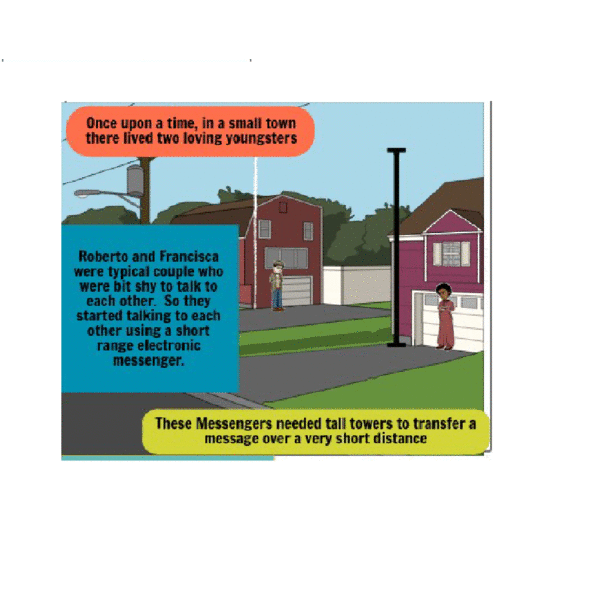 Once upon a time, in a small town
there lived two loving youngsters
Roberto and Francisca
were typical couple who
were bit shy to talk to
each other. So they
started talking to each
other using a short
range electronic
messenger.
These Messengers needed tall towers to transfer a
message over a very short distance